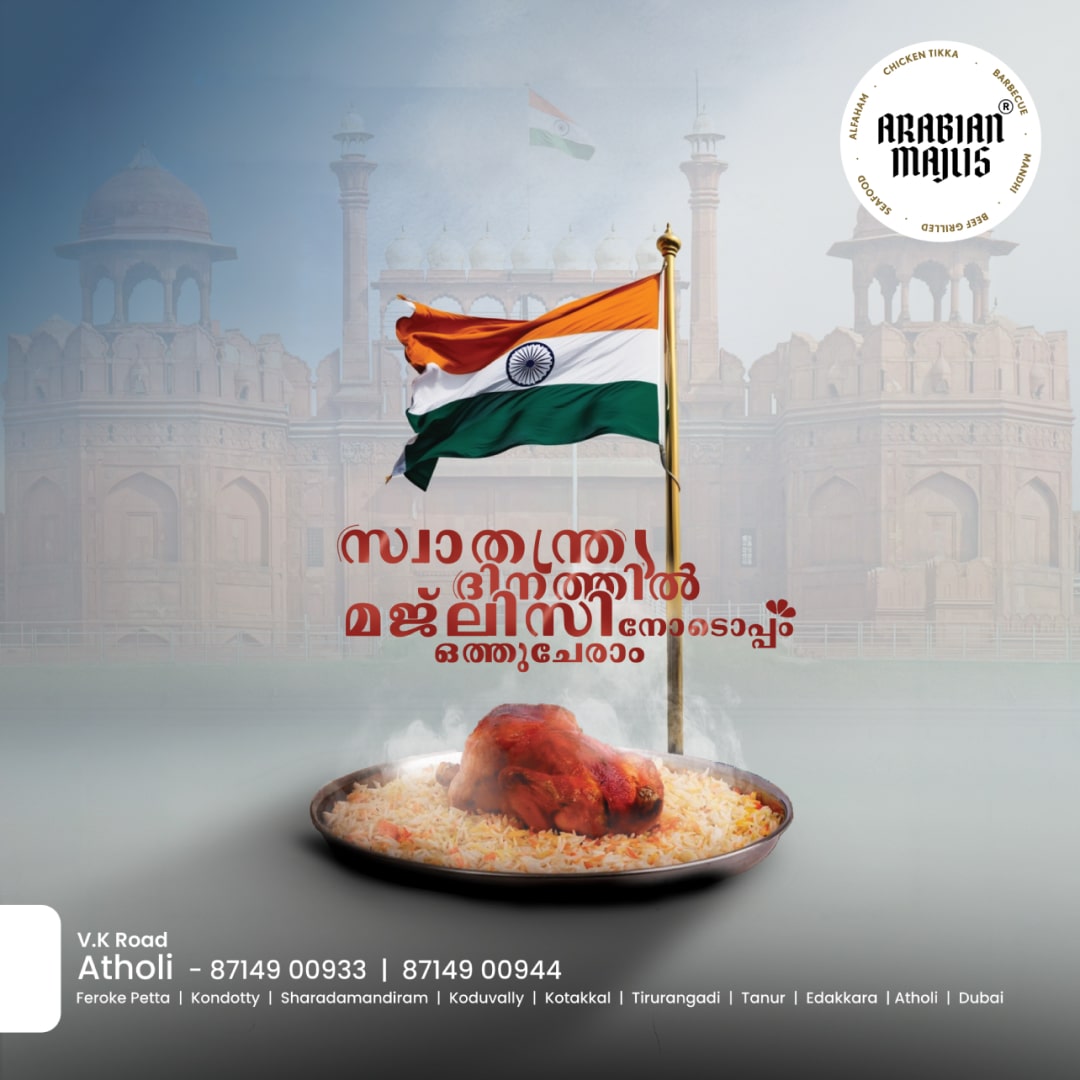 CHICKEN TIKKA · BARBECUE · MANDHI · BEEF GRILLED · SEAFOOD · ALFAHAM ·
ARABIAN ®
MAJLIS
സ്വാതന്ത്ര്യ
ദിനത്തിൽ
മജ്ലിസിനോടൊപ്പം
ഒത്തുചേരാം
V.K Road
Atholi - 87149 00933 | 87149 00944
Feroke Petta | Kondotty | Sharadamandiram | Koduvally | Kotakkal | Tirurangadi | Tanur | Edakkara | Atholi | Dubai